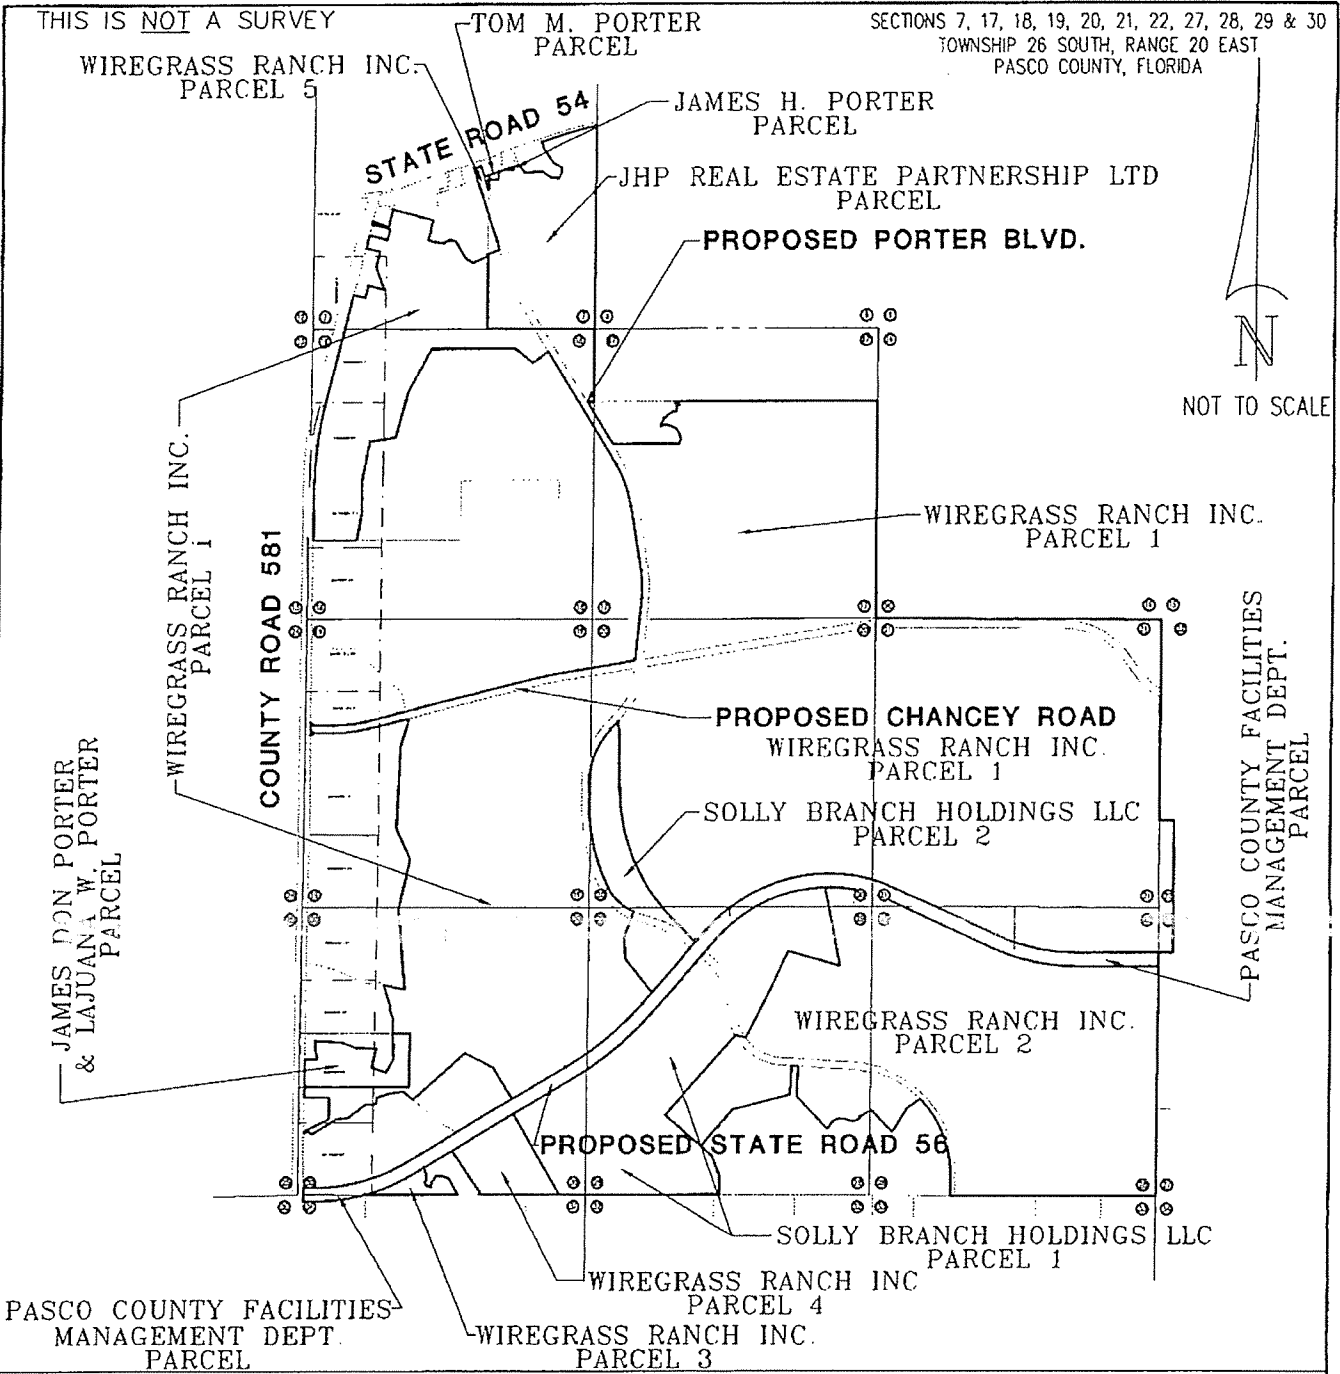 THIS IS NOT A SURVEY
TOM M. PORTER
PARCEL
SECTIONS 7, 17, 18, 19, 20, 21, 22, 27, 28, 29 & 30
TOWNSHIP 26 SOUTH, RANGE 20 EAST
PASCO COUNTY, FLORIDA
WIREGRASS RANCH INC.
PARCEL 5
STATE ROAD 54
JAMES H. PORTER
PARCEL
JHP REAL ESTATE PARTNERSHIP LTD
PARCEL
PROPOSED PORTER BLVD.
N
NOT TO SCALE
WIREGRASS RANCH INC.
PARCEL 1
WIREGRASS RANCH INC.
PARCEL 1
COUNTY ROAD 581
PROPOSED CHANCEY ROAD
WIREGRASS RANCH INC.
PARCEL 1
SOLLY BRANCH HOLDINGS LLC
PARCEL 2
PASCO COUNTY FACILITIES
MANAGEMENT DEPT.
PARCEL
JAMES DON PORTER
& LAJUANA W. PORTER
PARCEL
WIREGRASS RANCH INC.
PARCEL 2
PROPOSED STATE ROAD 56
SOLLY BRANCH HOLDINGS LLC
PARCEL 1
WIREGRASS RANCH INC
PARCEL 4
PASCO COUNTY FACILITIES
MANAGEMENT DEPT.
PARCEL
WIREGRASS RANCH INC.
PARCEL 3